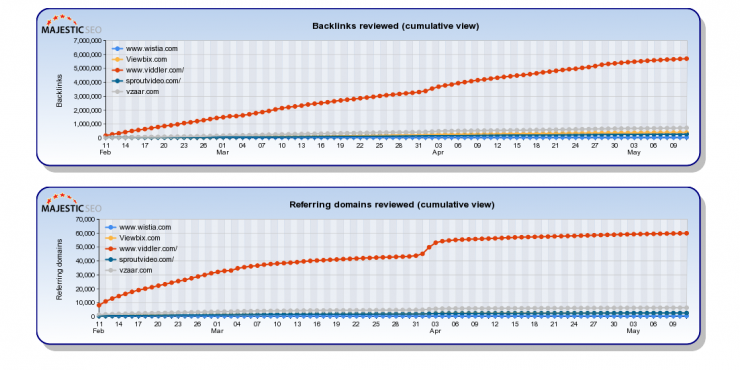 MAJESTICSEO
Backlinks reviewed (cumulative view)
7,000,000
6,000,000
5,000,000
4,000,000
3,000,000
2,000,000
1,000,000
0
Backlinks
www.wistia.com
Viewbix.com
www.viddler.com/
sproutvideo.com/
vzaar.com
11 14 17 20 23 26 01 04 07 10 13 16 19 22 25 28 31 03 06 09 12 15 18 21 24 27 30 03 06 09
Feb Mar Apr May
MAJESTICSEO
Referring domains reviewed (cumulative view)
70,000
60,000
50,000
40,000
30,000
20,000
10,000
0
Referring domains
www.wistia.com
Viewbix.com
www.viddler.com/
sproutvideo.com/
vzaar.com
11 14 17 20 23 26 01 04 07 10 13 16 19 22 25 28 31 03 06 09 12 15 18 21 24 27 30 03 06 09
Feb Mar Apr May